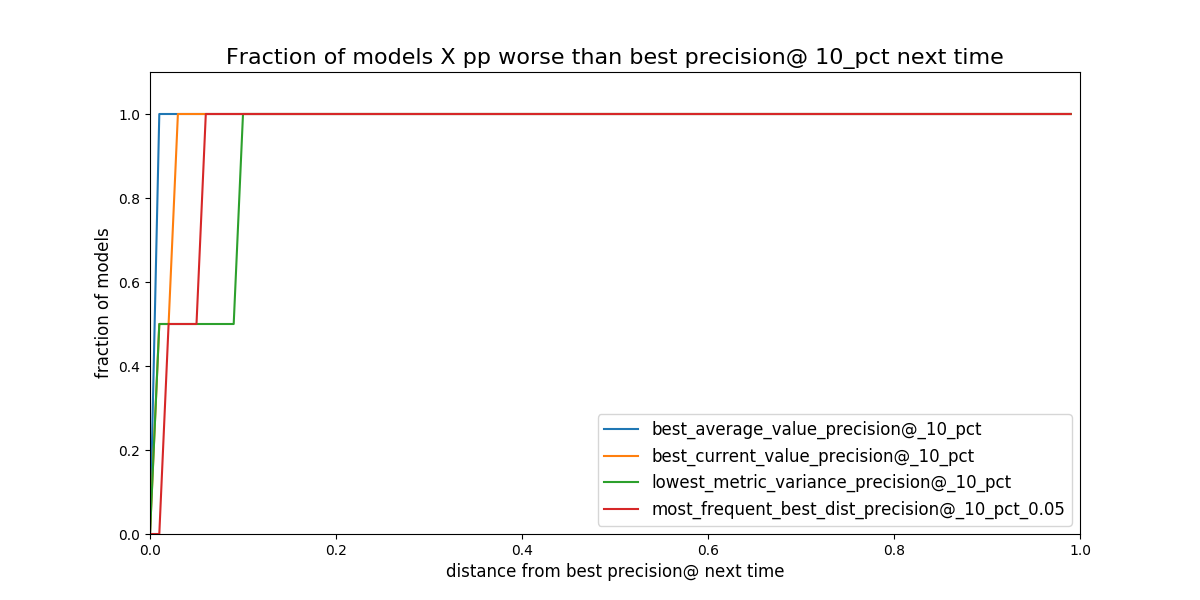 Fraction of models X pp worse than best precision@ 10_pct next time
fraction of models
1.0
0.8
0.6
0.4
0.2
0.0
0.0 0.2 0.4 0.6 0.8 1.0
distance from best precision@ next time
best_average_value_precision@_10_pct
best_current_value_precision@_10_pct
lowest_metric_variance_precision@_10_pct
most_frequent_best_dist_precision@_10_pct_0.05